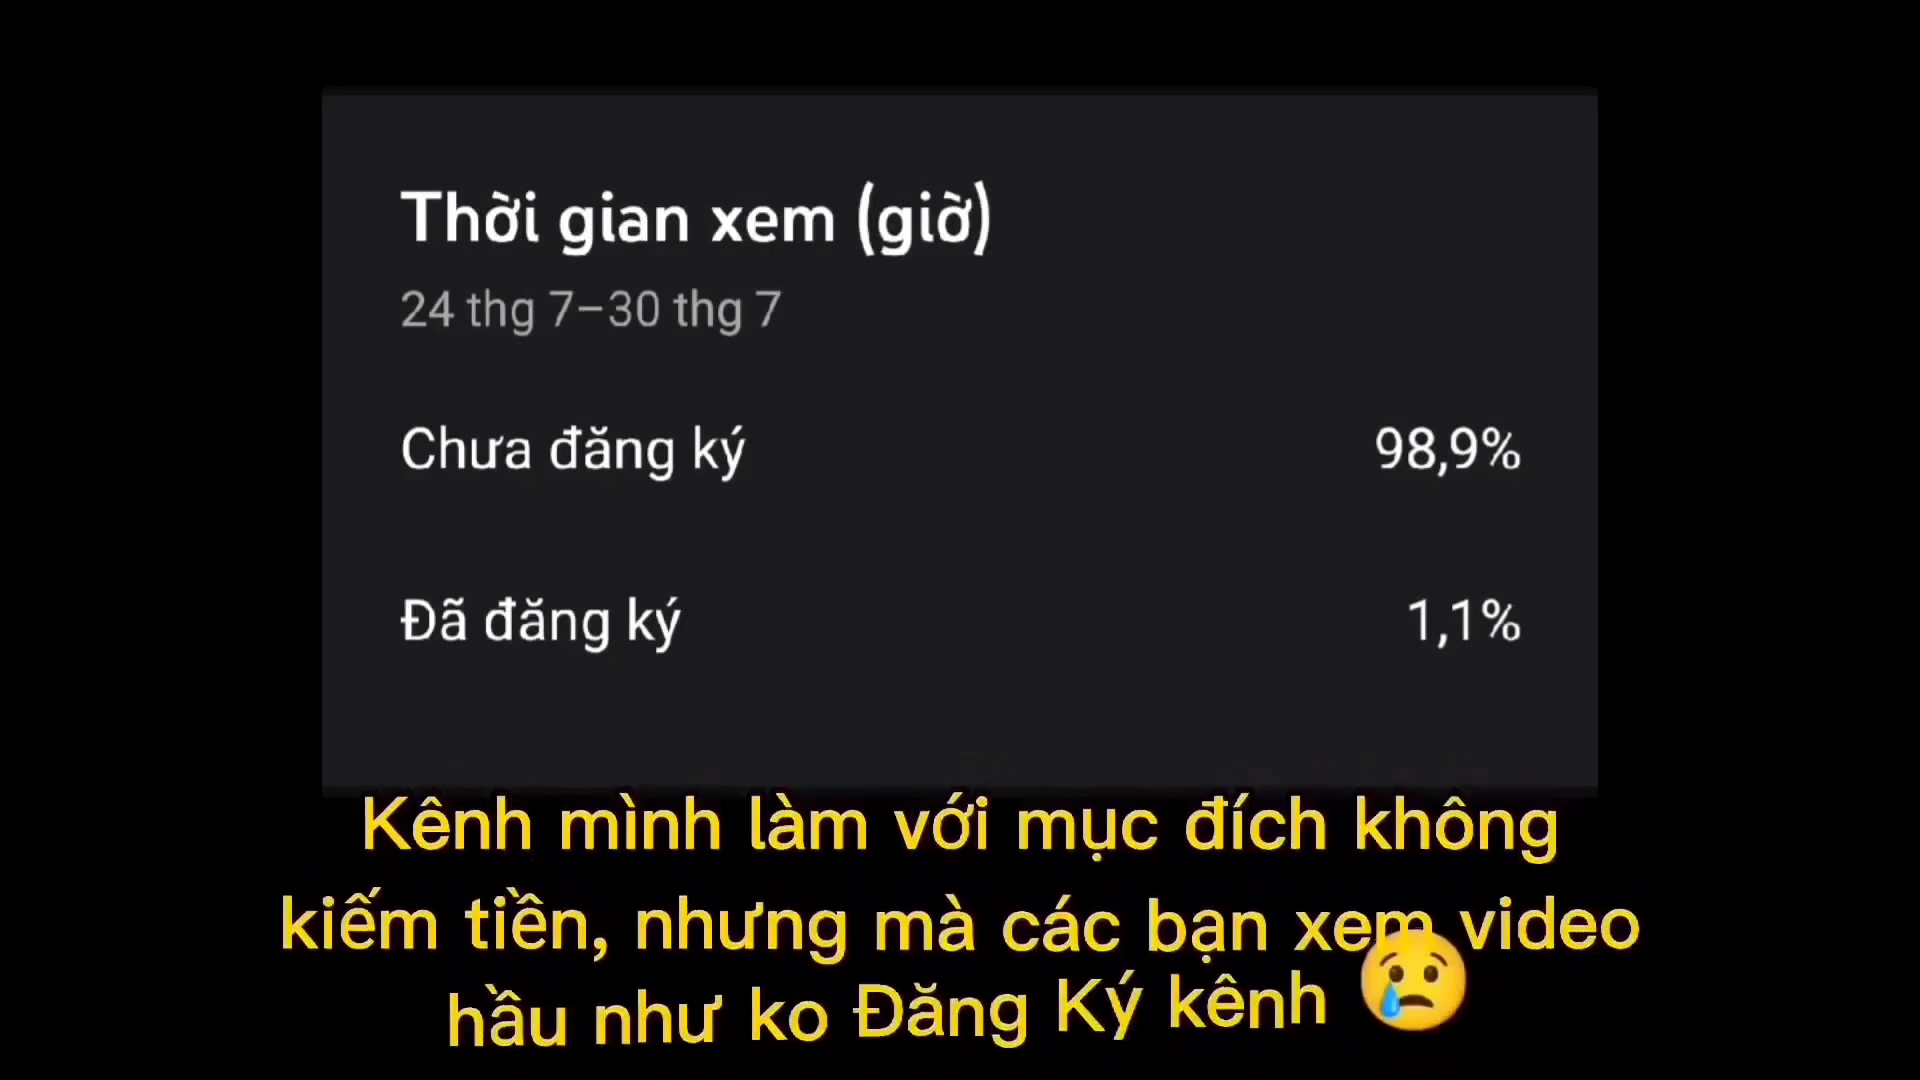 Thời gian xem (giờ)
24 thg 7–30 thg 7
Chưa đăng ký 98,9%
Đã đăng ký 1,1%
Kênh mình làm với mục đích không
kiếm tiền, nhưng mà các bạn xem video
hầu như ko Đăng Ký kênh 😢